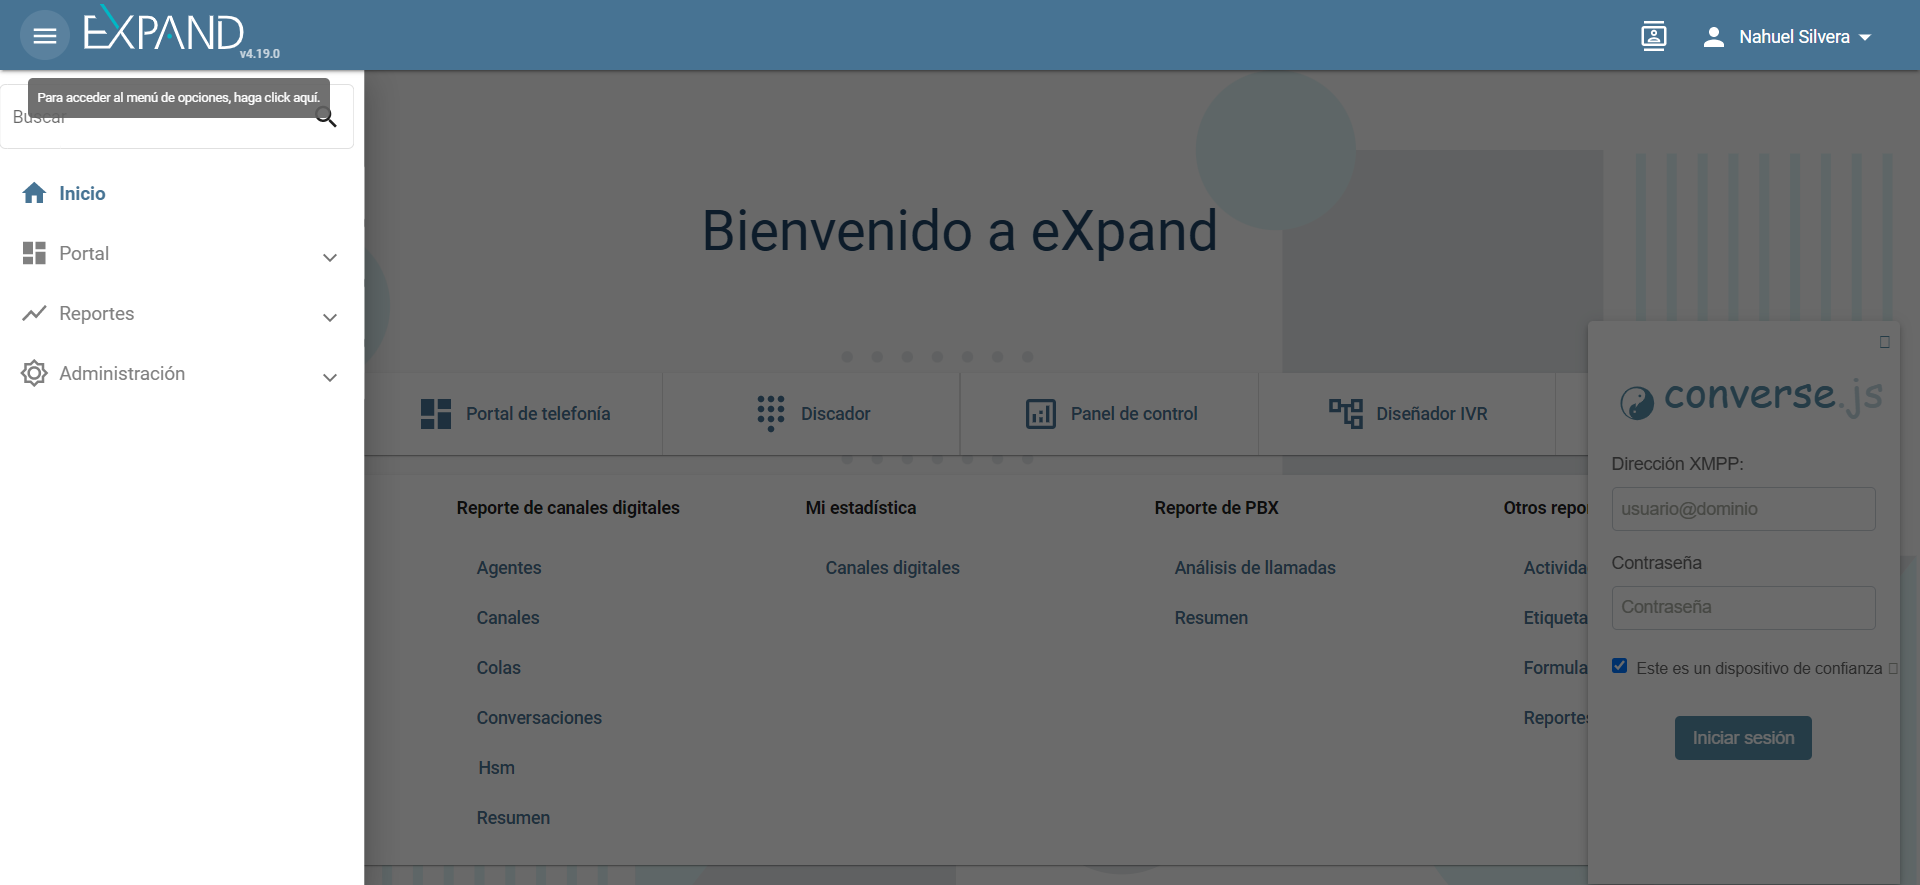 EXPAND
v4.19.0
Nahuel Silvera
Para acceder al menú de opciones, haga click aquí.
Buscar
Inicio
Portal
Reportes
Administración
Bienvenido a eXpand
Portal de telefonía
Discador
Panel de control
Diseñador IVR
Reporte de canales digitales
Agentes
Canales
Colas
Conversaciones
Hsm
Resumen
Mi estadística
Canales digitales
Reporte de PBX
Análisis de llamadas
Resumen
Otros repo
Activida
Etiqueta
Formula
Reportes
converse.js
Dirección XMPP:
usuario@dominio
Contraseña
Contraseña
Este es un dispositivo de confianza
Iniciar sesión